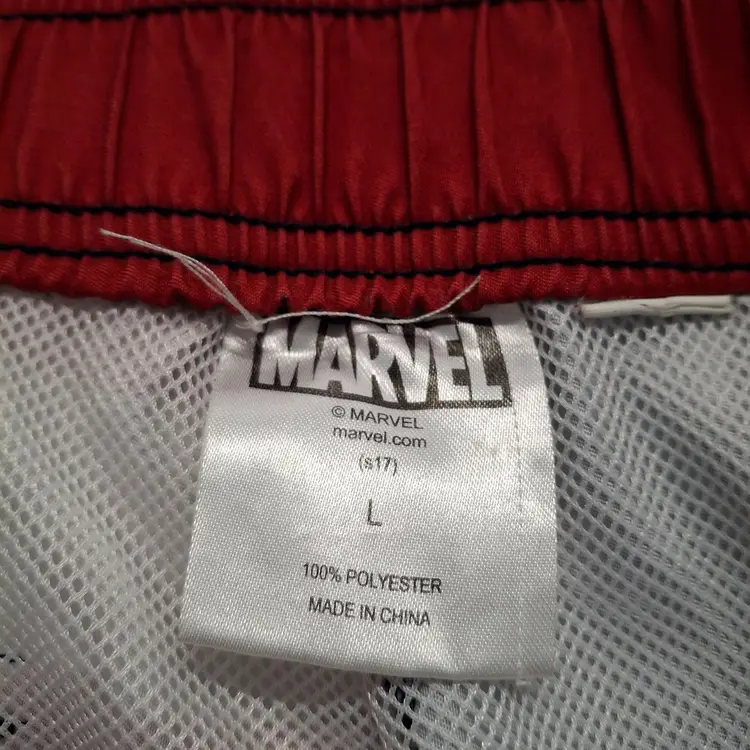 MARVEL
© MARVEL
marvel.com
(s17)
L
100% POLYESTER
MADE IN CHINA